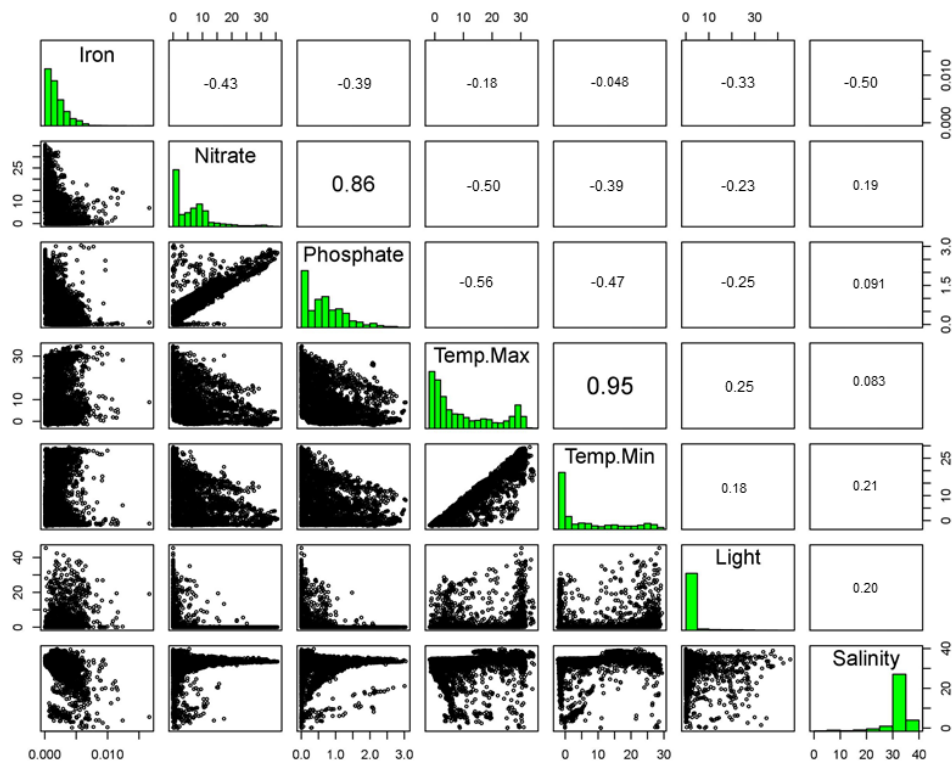 0 10 20 30
0 10 20 30
0 20 40
Iron
-0.43
-0.39
-0.18
-0.048
-0.33
-0.50
0.000 0.010
0 10 25
Nitrate
0.86
-0.50
-0.39
-0.23
0.19
Phosphate
-0.56
-0.47
-0.25
0.091
0.0 1.5 3.0
0 10 30
Temp.Max
0.95
0.25
0.083
Temp.Min
0.18
0.21
0 10 25
0 20 40
Light
0.20
Salinity
0 20 40
0.000 0.010
0.0 1.0 2.0 3.0
0 10 20 30
0 10 20 30 40